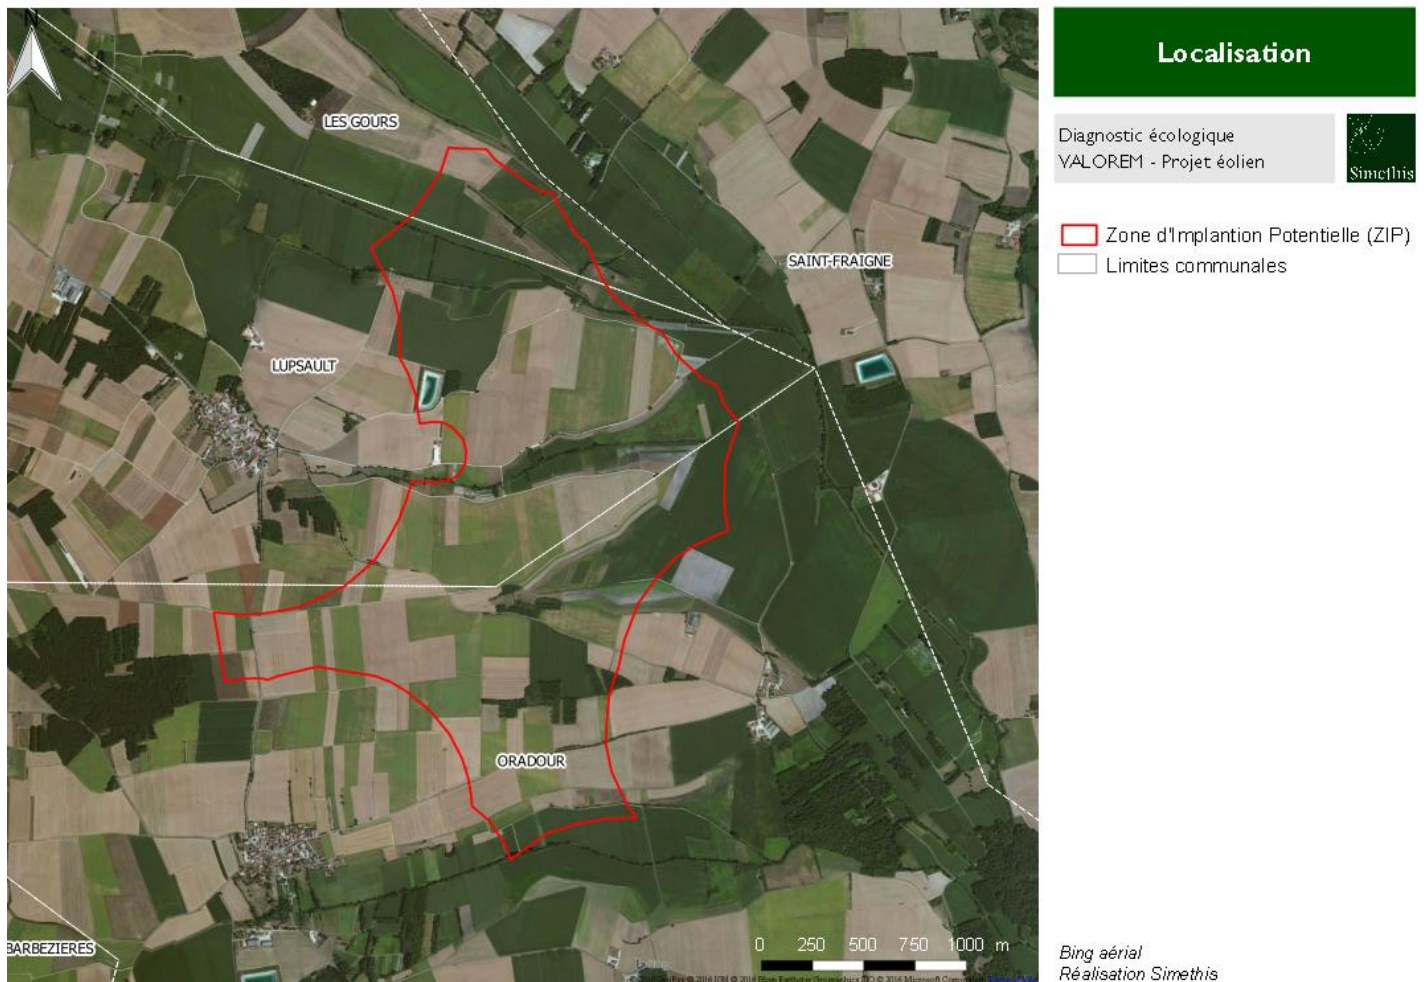 N
LES GOURS
SAINT-FRAIGNE
LUPSAULT
ORADOUR
BARBEZIERES
0 250 500 750 1000 m
Localisation
Diagnostic écologique
VALOREM - Projet éolien
Simethis
Zone d'Implantion Potentielle (ZIP)
Limites communales
Bing aérial
Réalisation Simethis